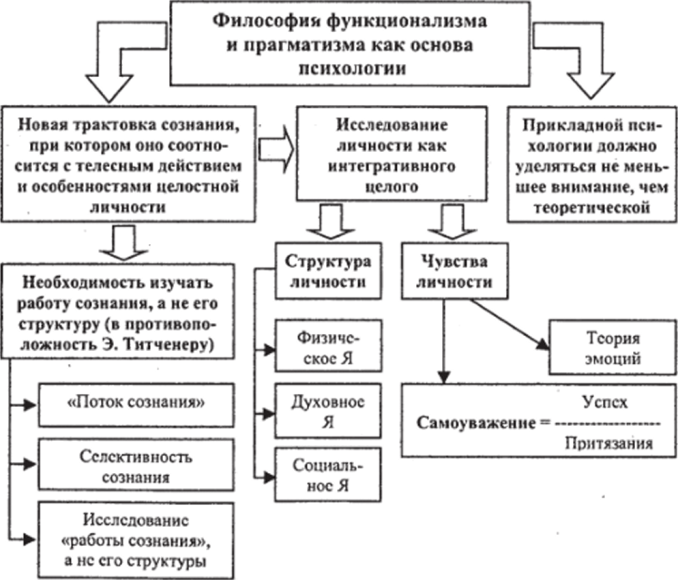 Философия функционализма
и прагматизма как основа
психологии
Новая трактовка сознания,
при котором оно соотно-
сится с телесным действием
и особенностями целостной
личности
Исследование
личности как
интегративного
целого
Прикладной пси-
хологии должно
уделяться не мень-
шее внимание, чем
теоретической
Необходимость изучать
работу сознания, а не его
структуру (в противопо-
ложность Э. Титченеру)
«Поток сознания»
Селективность
сознания
Исследование
«работы сознания»,
а не его структуры
Структура
личности
Физичес-
кое Я
Духовное
Я
Социаль-
ное Я
Чувства
личности
Теория
эмоций
Самоуважение = Успех
Притязания